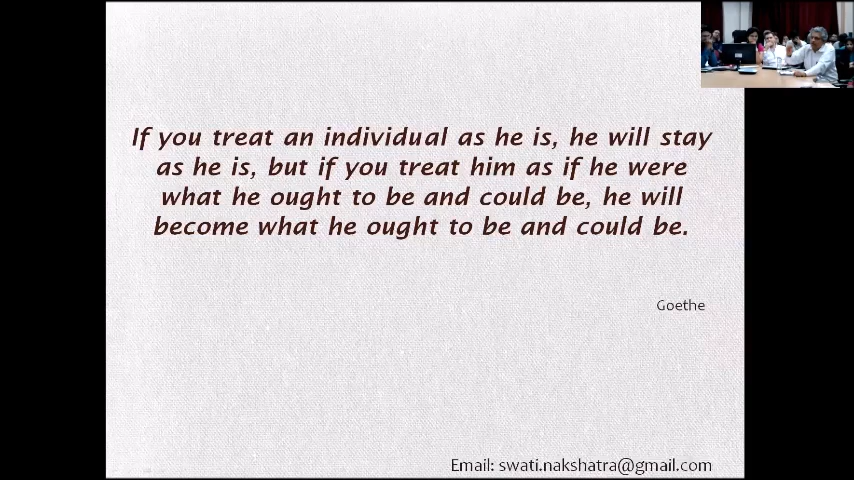 If you treat an individual as he is, he will stay
as he is, but if you treat him as if he were
what he ought to be and could be, he will
become what he ought to be and could be.
Goethe
Email: swati.nakshatra@gmail.com